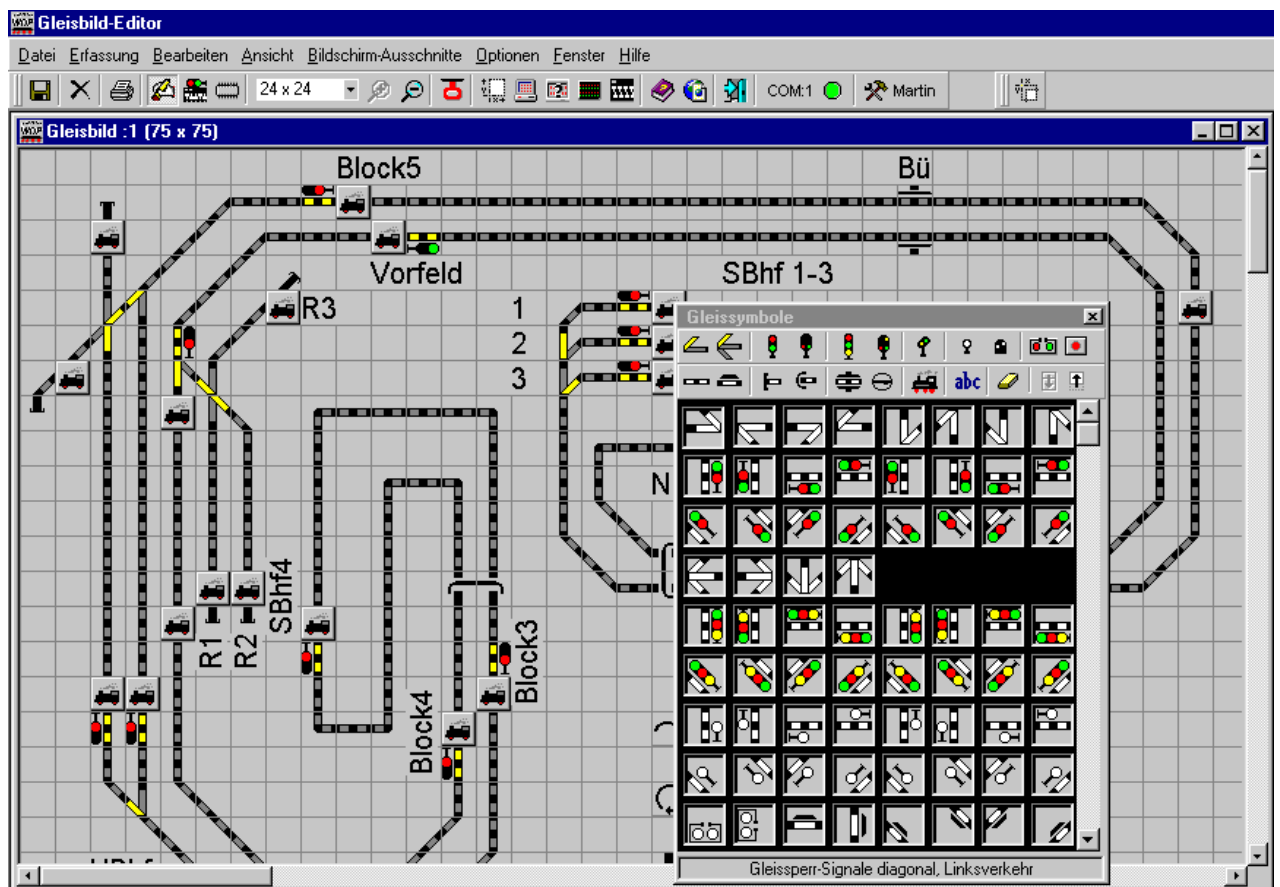 Gleisbild-Editor
Datei Erfassung Bearbeiten Ansicht Bildschirm-Ausschnitte Optionen Fenster Hilfe
24 x 24 COM:1 Martin
Gleisbild :1 (75 x 75)
Block5 Bü
Vorfeld SBhf 1-3
R3 1
2
3
Gleissymbole
abc
N
SBhf4
R1
R2
Block3
Block4
Gleissperr-Signale diagonal, Linksverkehr